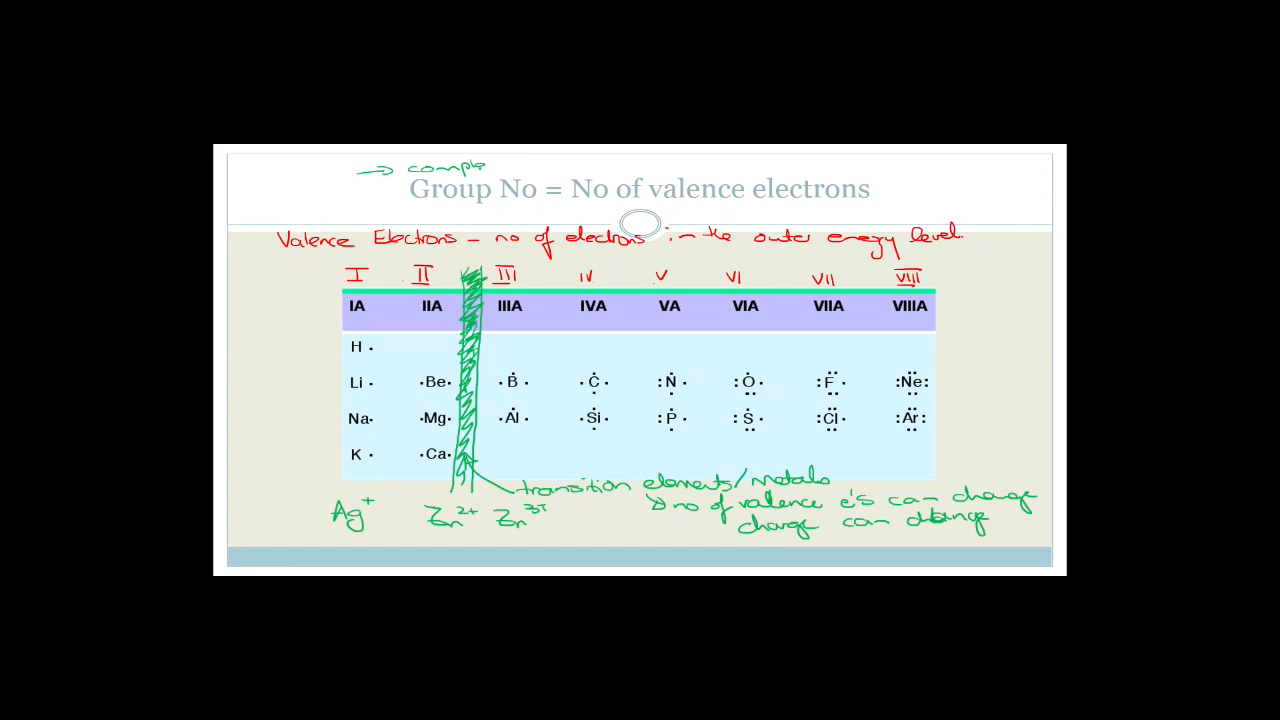 → comple
Group No = No of valence electrons
Valence Electrons - no of electrons in the outer energy level.
I II III IV V VI VII VIII
IA IIA IIIA IVA VA VIA VIIA VIIIA
H
Li Be B C N O F Ne
Na Mg Al Si P S Cl Ar
K Ca
transition elements/metals
Ag+ Zn2+ Zn3+ → no of valence e's can change
charge can change